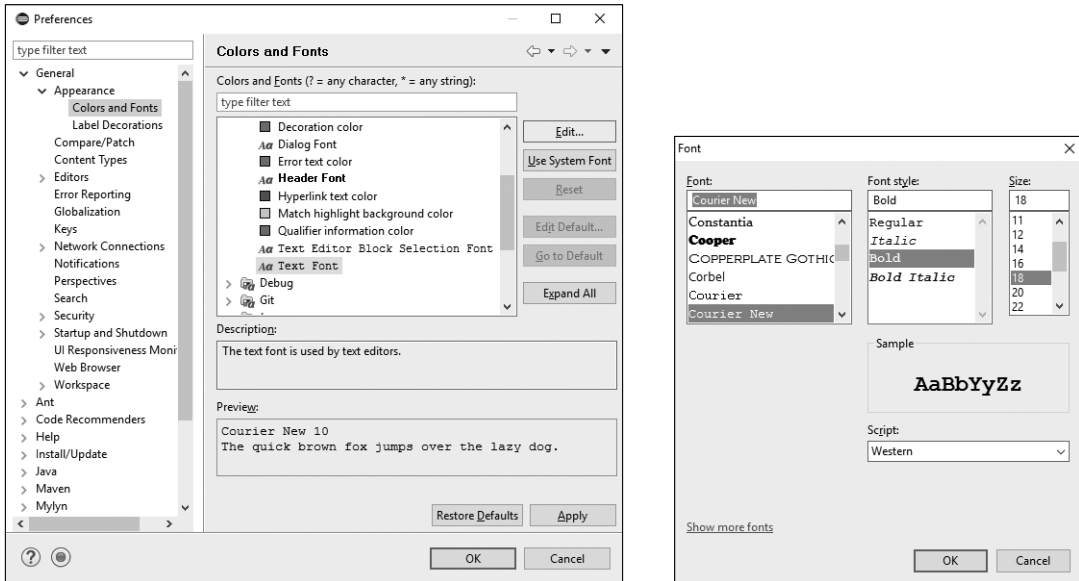 Preferences
type filter text
General
Appearance
Colors and Fonts
Label Decorations
Compare/Patch
Content Types
Editors
Error Reporting
Globalization
Keys
Network Connections
Notifications
Perspectives
Search
Security
Startup and Shutdown
UI Responsiveness Moni
Web Browser
Workspace
Ant
Code Recommenders
Help
Install/Update
Java
Maven
Mylyn
Colors and Fonts
Colors and Fonts (? = any character, * = any string):
type filter text
Decoration color
Aa Dialog Font
Error text color
Aa Header Font
Hyperlink text color
Match highlight background color
Qualifier information color
Aa Text Editor Block Selection Font
Aa Text Font
Debug
Git
Edit...
Use System Font
Reset
Edit Default...
Go to Default
Expand All
Description:
The text font is used by text editors.
Preview:
Courier New 10
The quick brown fox jumps over the lazy dog.
Restore Defaults
Apply
OK
Cancel
Font
Font:
Courier New
Constantia
Cooper
COPPERPLATE GOTHIC
Corbel
Courier
Courier New
Font style:
Bold
Regular
Italic
Bold
Bold Italic
Size:
18
11
12
14
16
18
20
22
Sample
AaBbYyZz
Script:
Western
Show more fonts
OK
Cancel